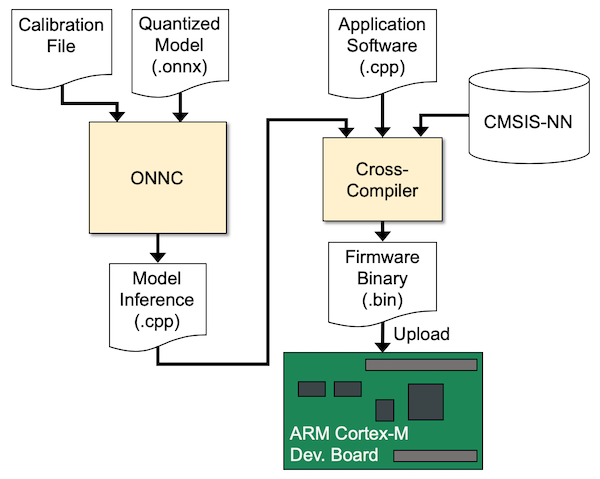 Calibration
File
Quantized
Model
(.onnx)
Application
Software
(.cpp)
CMSIS-NN
ONNC
Cross-
Compiler
Model
Inference
(.cpp)
Firmware
Binary
(.bin)
Upload
ARM Cortex-M
Dev. Board